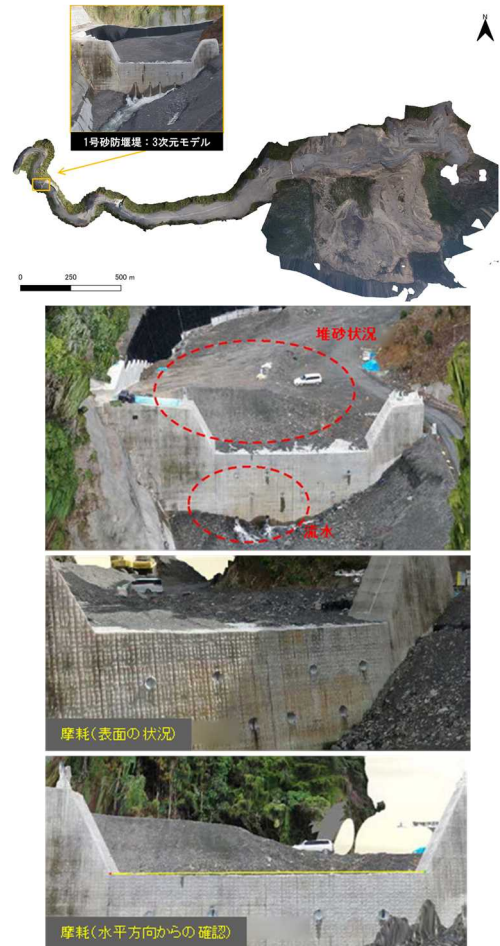 N
1号砂防堰堤：3次元モデル
0 250 500 m
堆砂状況
流水
摩耗(表面の状況)
摩耗(水平方向からの確認)